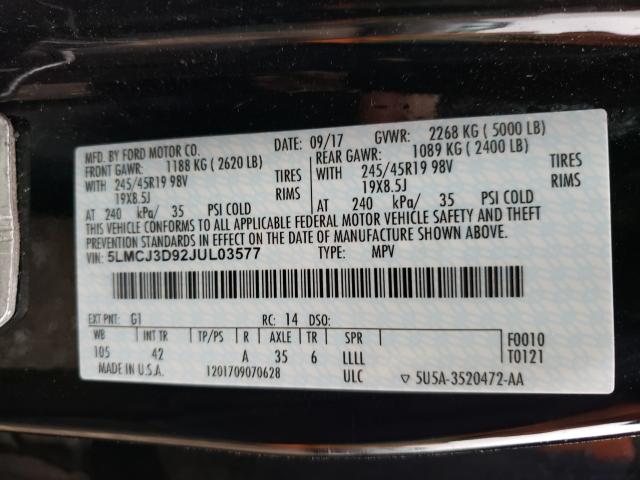 MFD. BY FORD MOTOR CO.
DATE: 09/17 GVWR: 2268 KG ( 5000 LB)
FRONT GAWR: 1188 KG ( 2620 LB)
REAR GAWR: 1089 KG ( 2400 LB)
WITH 245/45R19 98V TIRES
WITH 245/45R19 98V TIRES
19X8.5J RIMS
19X8.5J RIMS
AT 240 kPa/ 35 PSI COLD
AT 240 kPa/ 35 PSI COLD
THIS VEHICLE CONFORMS TO ALL APPLICABLE FEDERAL MOTOR VEHICLE SAFETY AND THEFT
PREVENTION STANDARDS IN EFFECT ON THE DATE OF MANUFACTURE SHOWN ABOVE.
VIN: 5LMCJ3D92JUL03577 TYPE: MPV
EXT PNT: G1 RC: 14 DSO:
WB INT TR TP/PS R AXLE TR SPR
105 42 A 35 6 LLLL
F0010
T0121
MADE IN U.S.A. 1201709070628 ULC ▽ 5U5A-3520472-AA